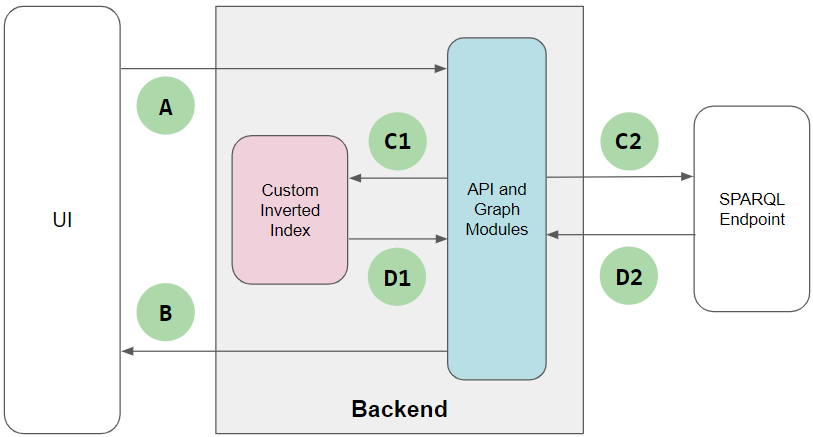 A
C1
C2
UI
Custom
Inverted
Index
API and
Graph
Modules
SPARQL
Endpoint
D1
D2
B
Backend